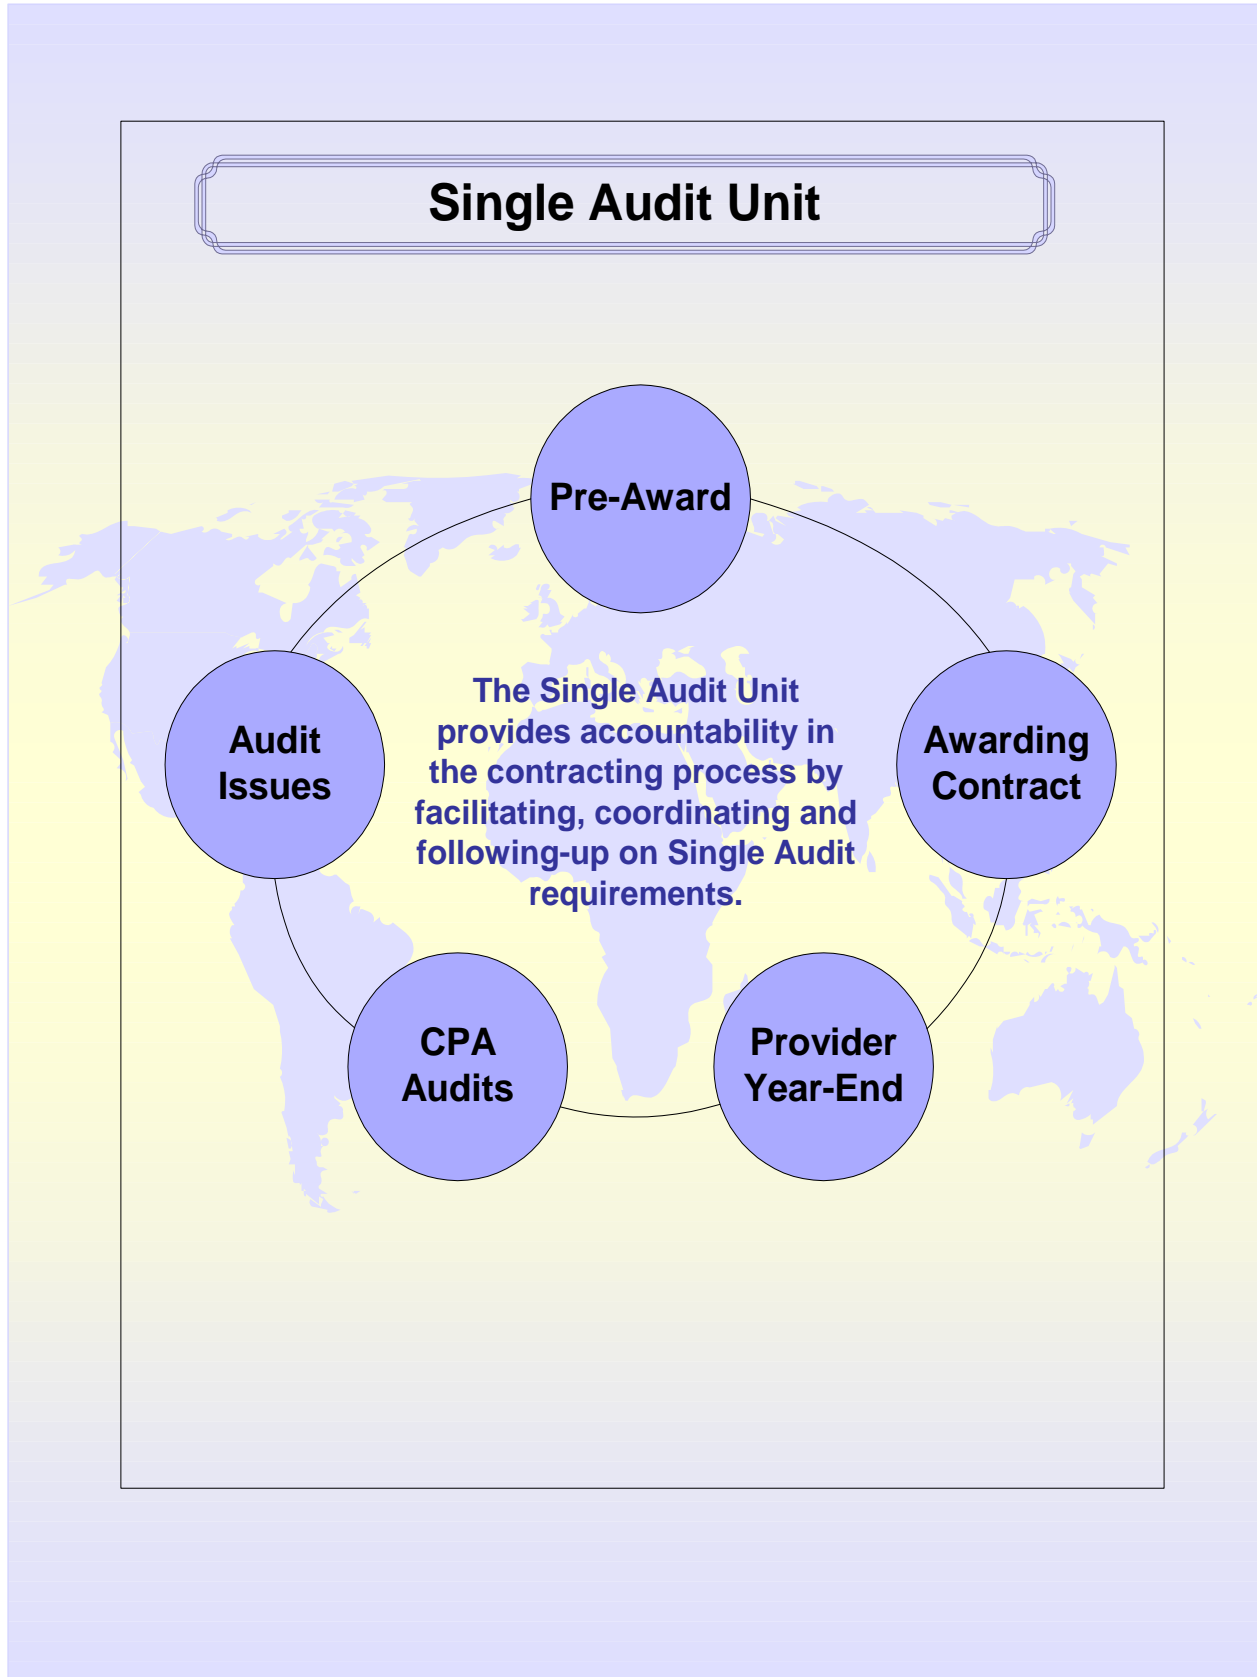 Single Audit Unit
Pre-Award
Audit
Issues
The Single Audit Unit
provides accountability in
the contracting process by
facilitating, coordinating and
following-up on Single Audit
requirements.
Awarding
Contract
CPA
Audits
Provider
Year-End